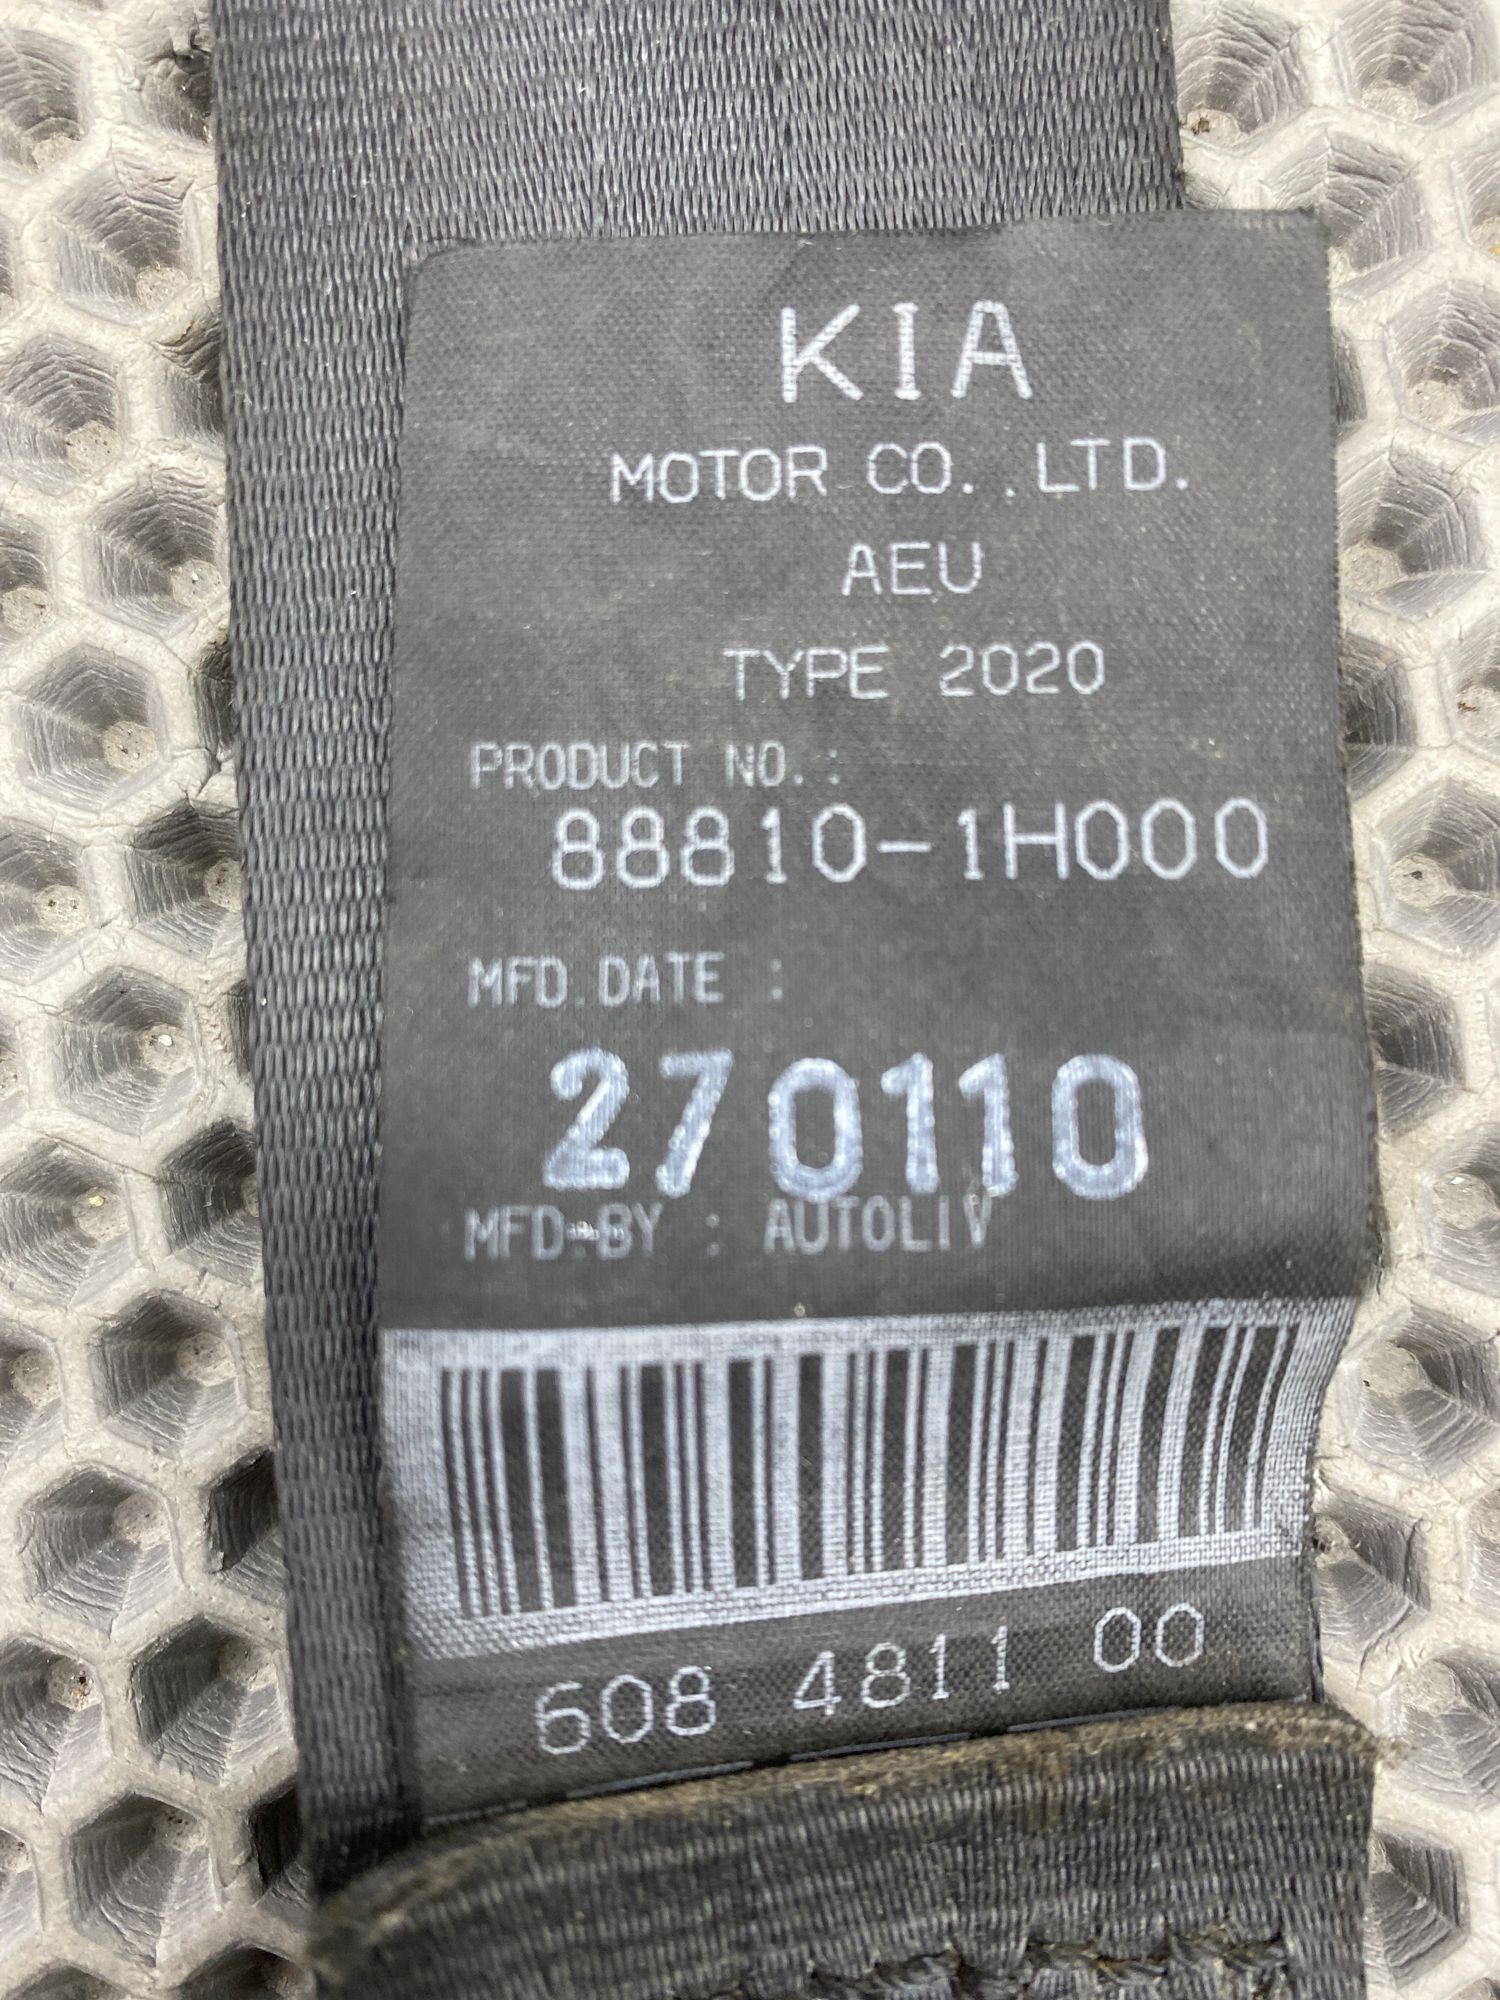 KIA
MOTOR CO., LTD.
AEU
TYPE 2020
PRODUCT NO.:
88810-1H000
MFD. DATE :
270110
MFD.BY : AUTOLIV
608 4811 00